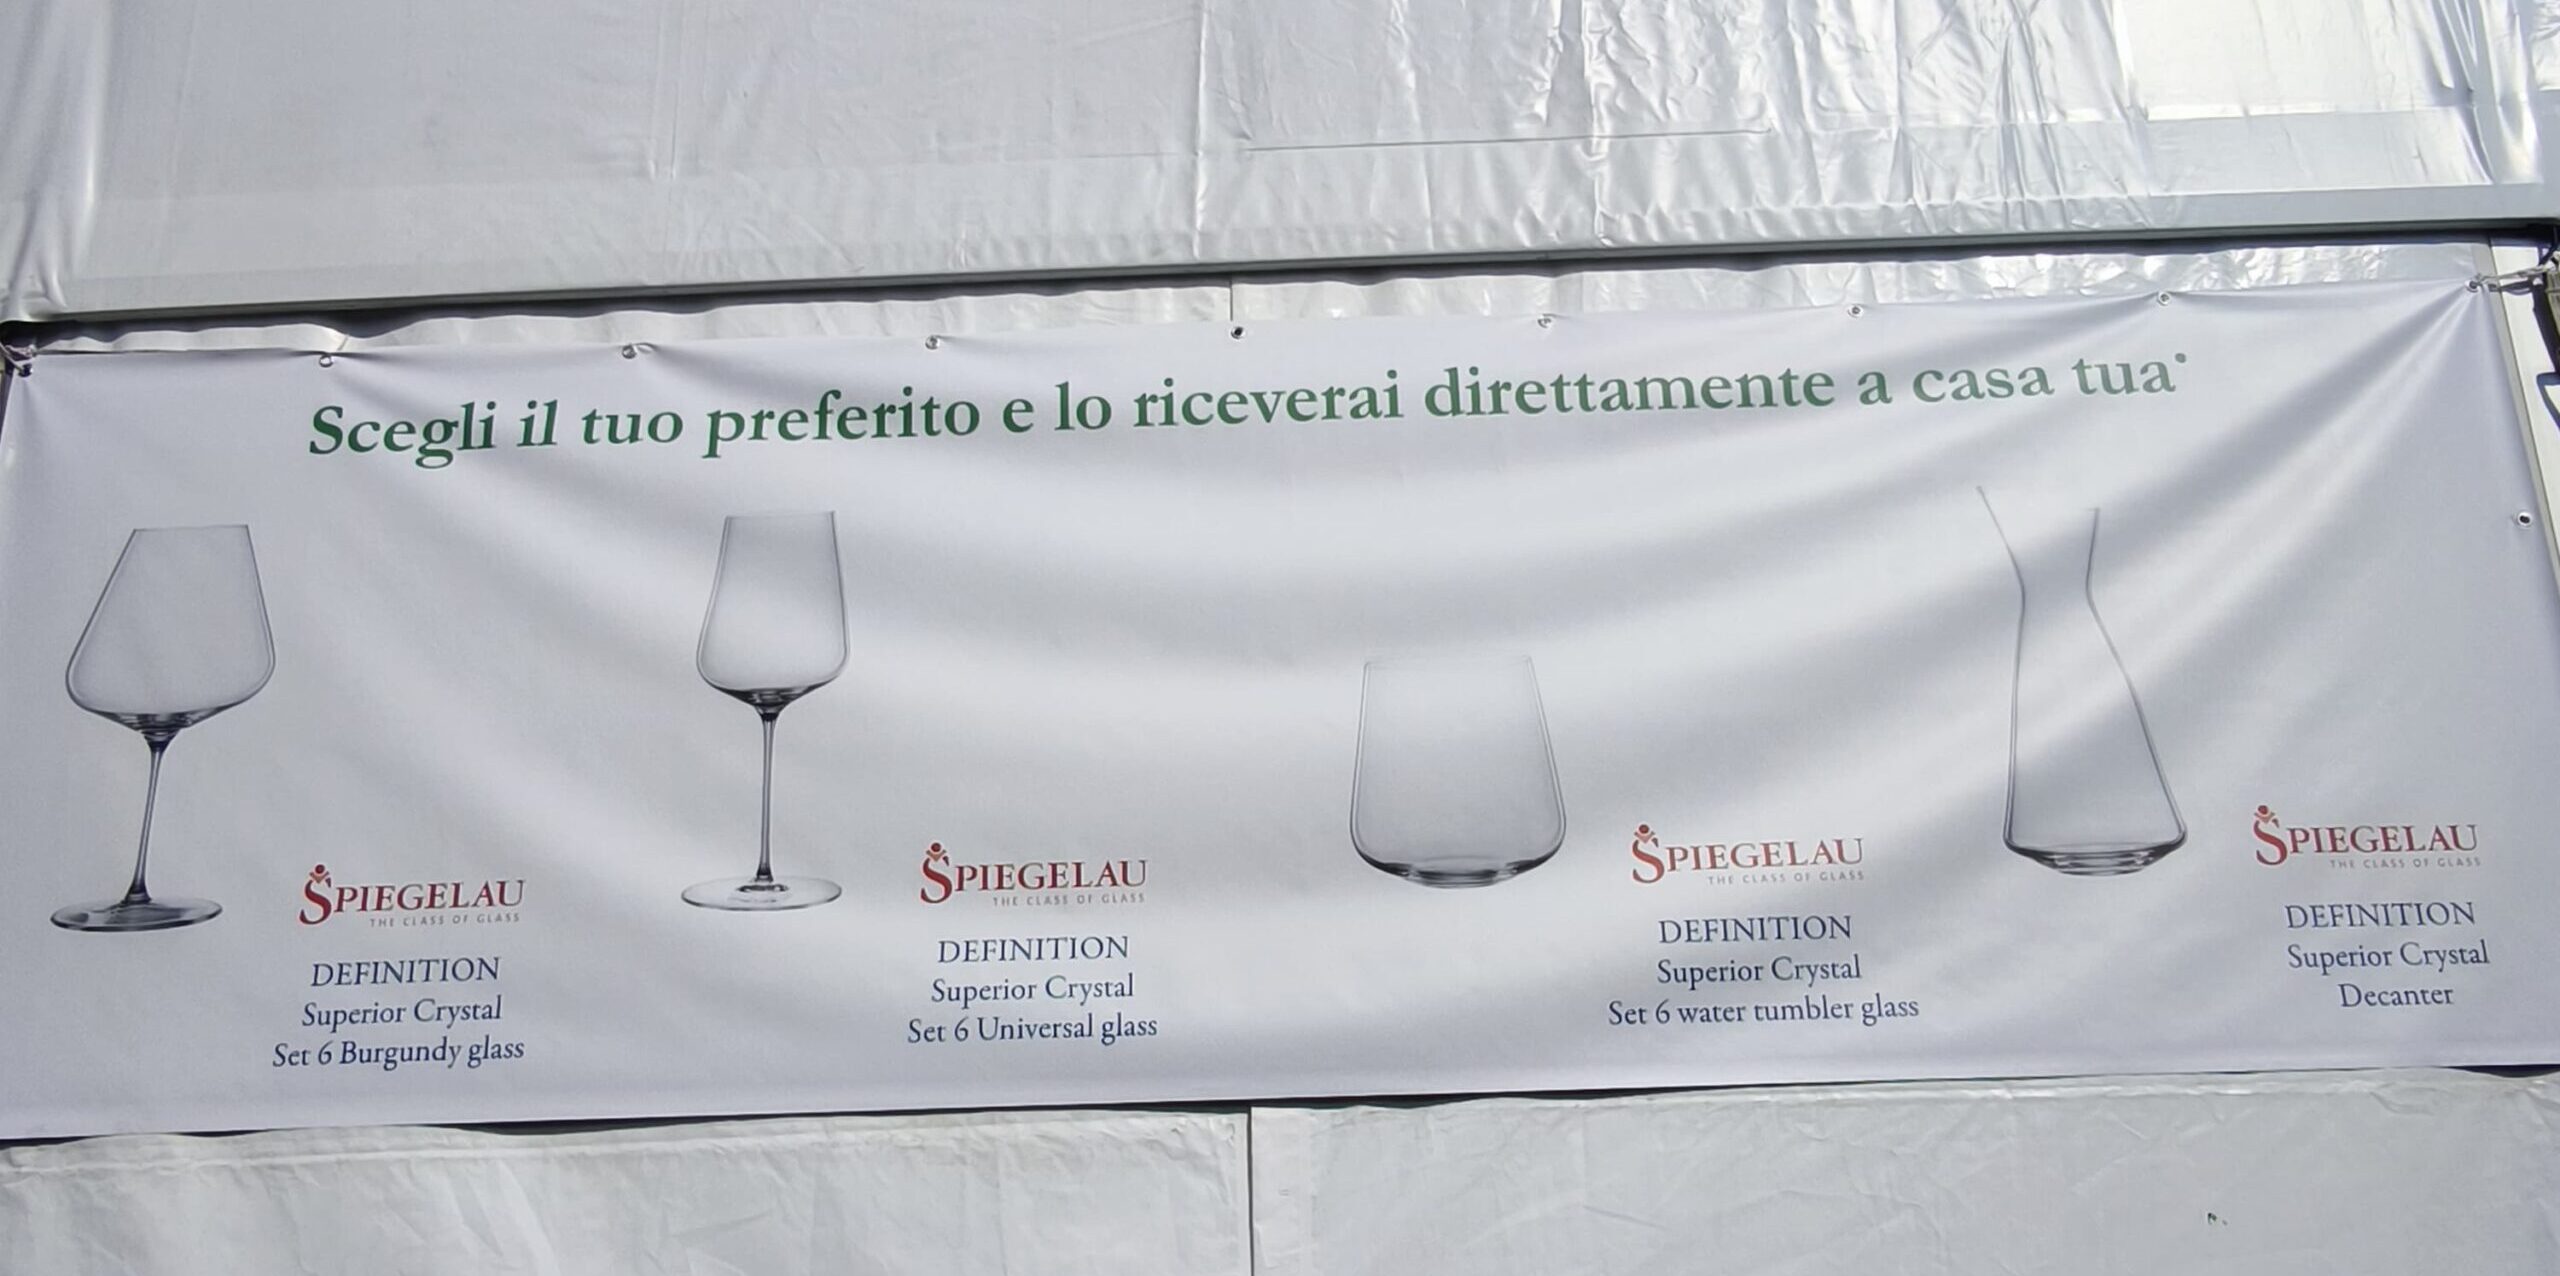 Scegli il tuo preferito e lo riceverai direttamente a casa tua*
SPIEGELAU
THE CLASS OF GLASS
DEFINITION
Superior Crystal
Set 6 Burgundy glass
SPIEGELAU
THE CLASS OF GLASS
DEFINITION
Superior Crystal
Set 6 Universal glass
SPIEGELAU
THE CLASS OF GLASS
DEFINITION
Superior Crystal
Set 6 water tumbler glass
SPIEGELAU
THE CLASS OF GLASS
DEFINITION
Superior Crystal
Decanter